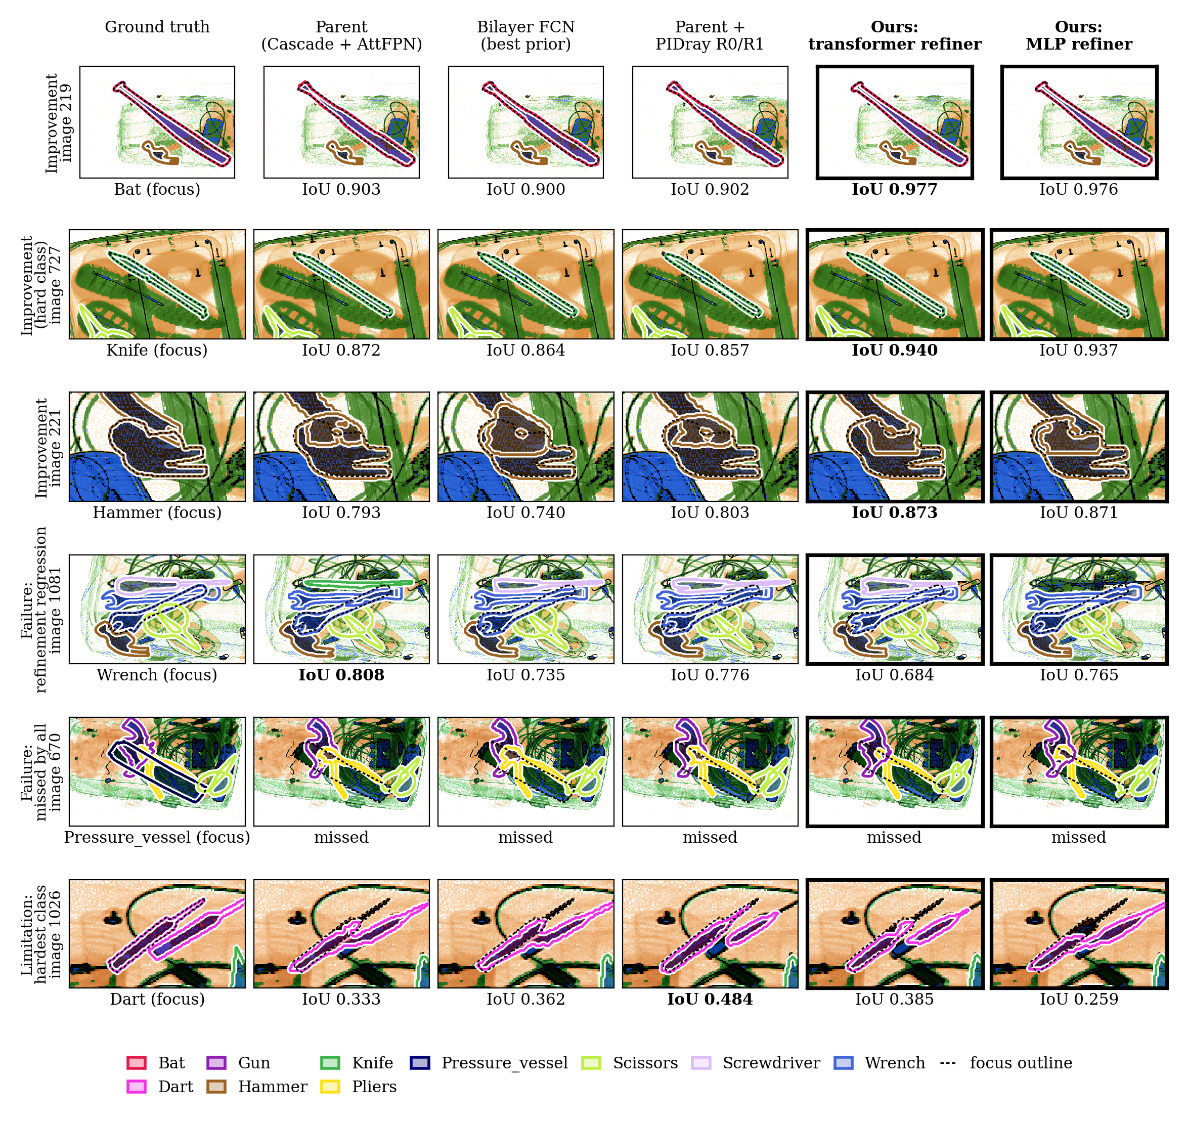 Ground truth
Parent
(Cascade + AttFPN)
Bilayer FCN
(best prior)
Parent +
PIDray R0/R1
Ours:
transformer refiner
Ours:
MLP refiner
Improvement
image 219
Bat (focus)
IoU 0.903
IoU 0.900
IoU 0.902
IoU 0.977
IoU 0.976
Improvement
(hard class)
image 727
Knife (focus)
IoU 0.872
IoU 0.864
IoU 0.857
IoU 0.940
IoU 0.937
Improvement
image 221
Hammer (focus)
IoU 0.793
IoU 0.740
IoU 0.803
IoU 0.873
IoU 0.871
Failure:
refinement regression
image 1081
Wrench (focus)
IoU 0.808
IoU 0.735
IoU 0.776
IoU 0.684
IoU 0.765
Failure:
missed by all
image 670
Pressure_vessel (focus)
missed
missed
missed
missed
missed
Limitation:
hardest class
image 1026
Dart (focus)
IoU 0.333
IoU 0.362
IoU 0.484
IoU 0.385
IoU 0.259
Bat
Gun
Knife
Pressure_vessel
Scissors
Screwdriver
Wrench
focus outline
Dart
Hammer
Pliers